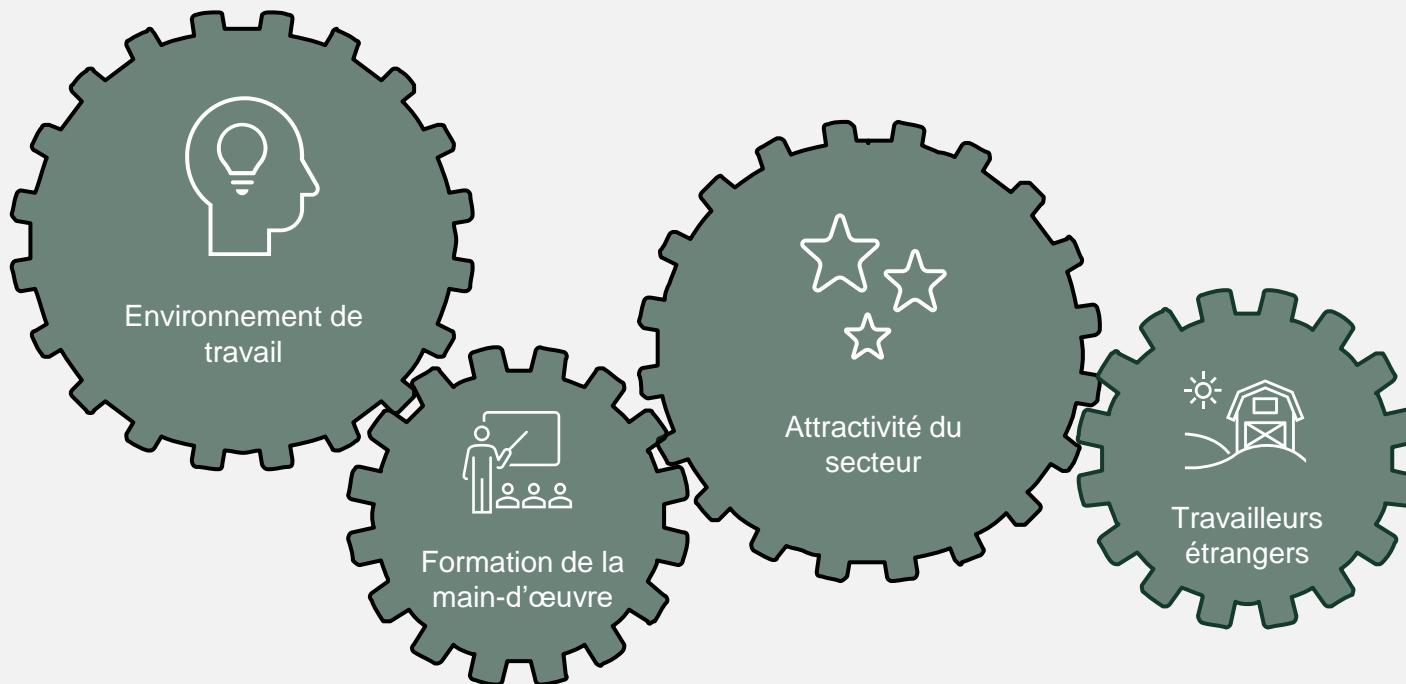 Environnement de
travail
Formation de la
main-d’œuvre
Attractivité du
secteur
Travailleurs
étrangers